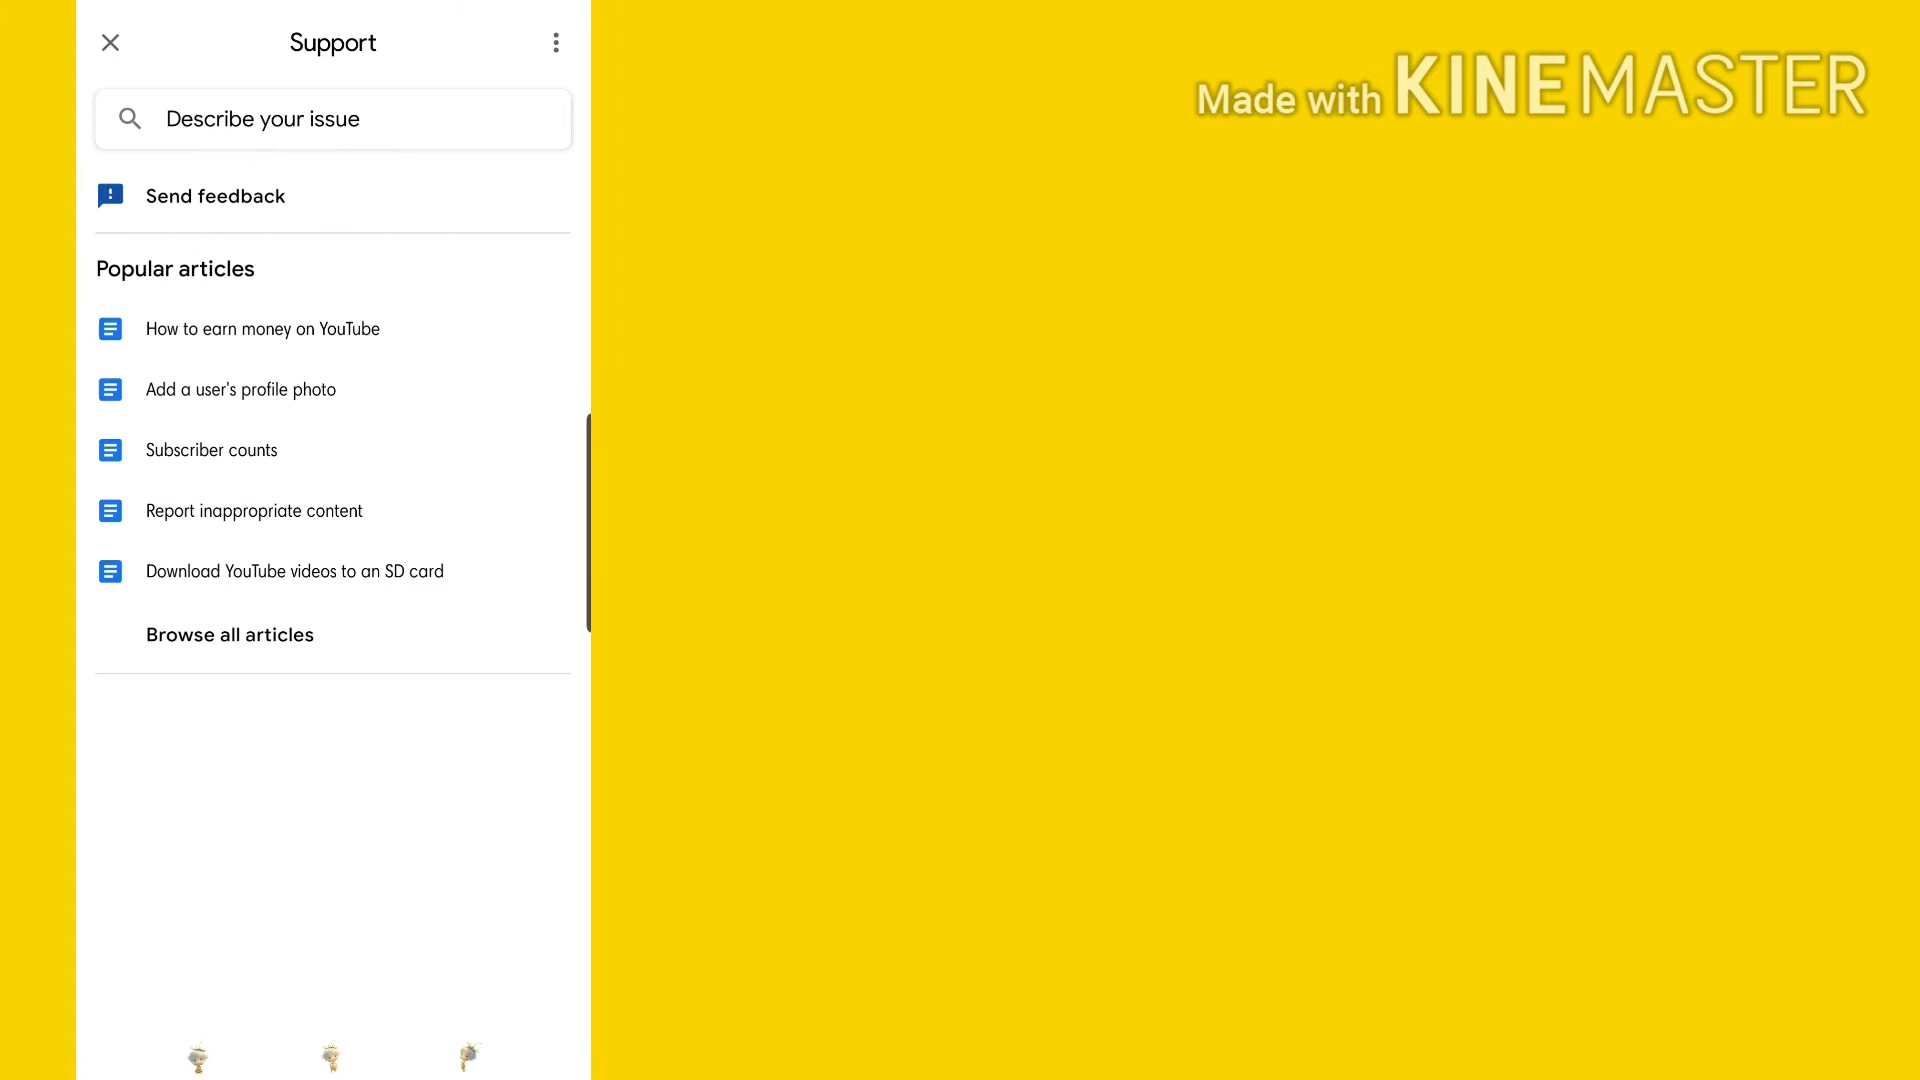 Support
Made with KINEMASTER
Describe your issue
Send feedback
Popular articles
How to earn money on YouTube
Add a user's profile photo
Subscriber counts
Report inappropriate content
Download YouTube videos to an SD card
Browse all articles